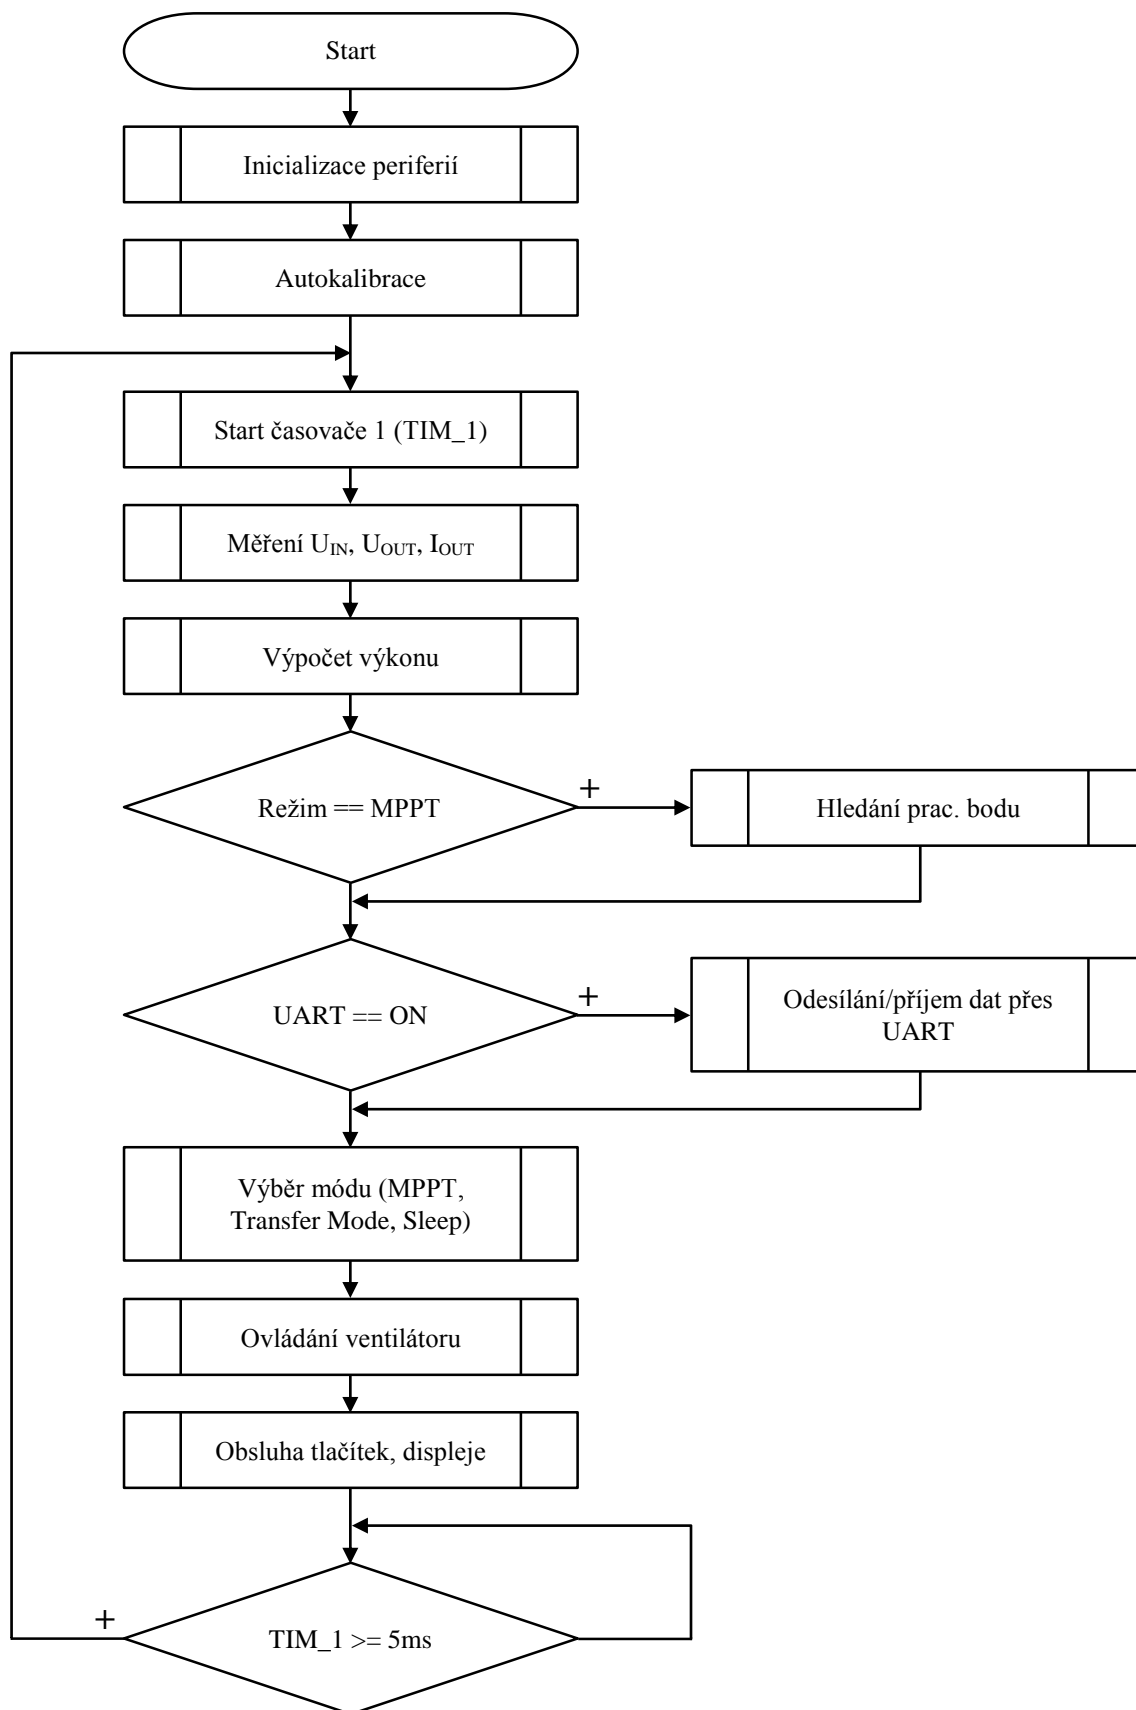 Start
Inicializace periferií
Autokalibrace
Start časovače 1 (TIM_1)
Měření UIN, UOUT, IOUT
Výpočet výkonu
Režim == MPPT
+
Hledání prac. bodu
UART == ON
+
Odesílání/příjem dat přes
UART
Výběr módu (MPPT,
Transfer Mode, Sleep)
Ovládání ventilátoru
Obsluha tlačítek, displeje
+
TIM_1 >= 5ms